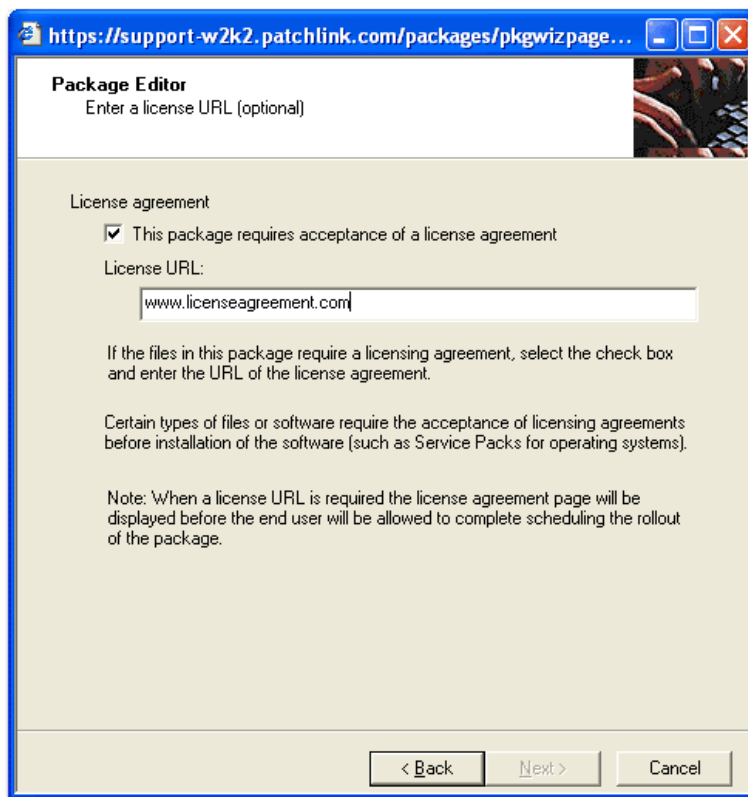 https://support-w2k2.patchlink.com/packages/pkgwizpage...
Package Editor
Enter a license URL (optional)
License agreement
This package requires acceptance of a license agreement
License URL:
www.licenseagreement.com
If the files in this package require a licensing agreement, select the check box
and enter the URL of the license agreement.
Certain types of files or software require the acceptance of licensing agreements
before installation of the software (such as Service Packs for operating systems).
Note: When a license URL is required the license agreement page will be
displayed before the end user will be allowed to complete scheduling the rollout
of the package.
< Back Next > Cancel